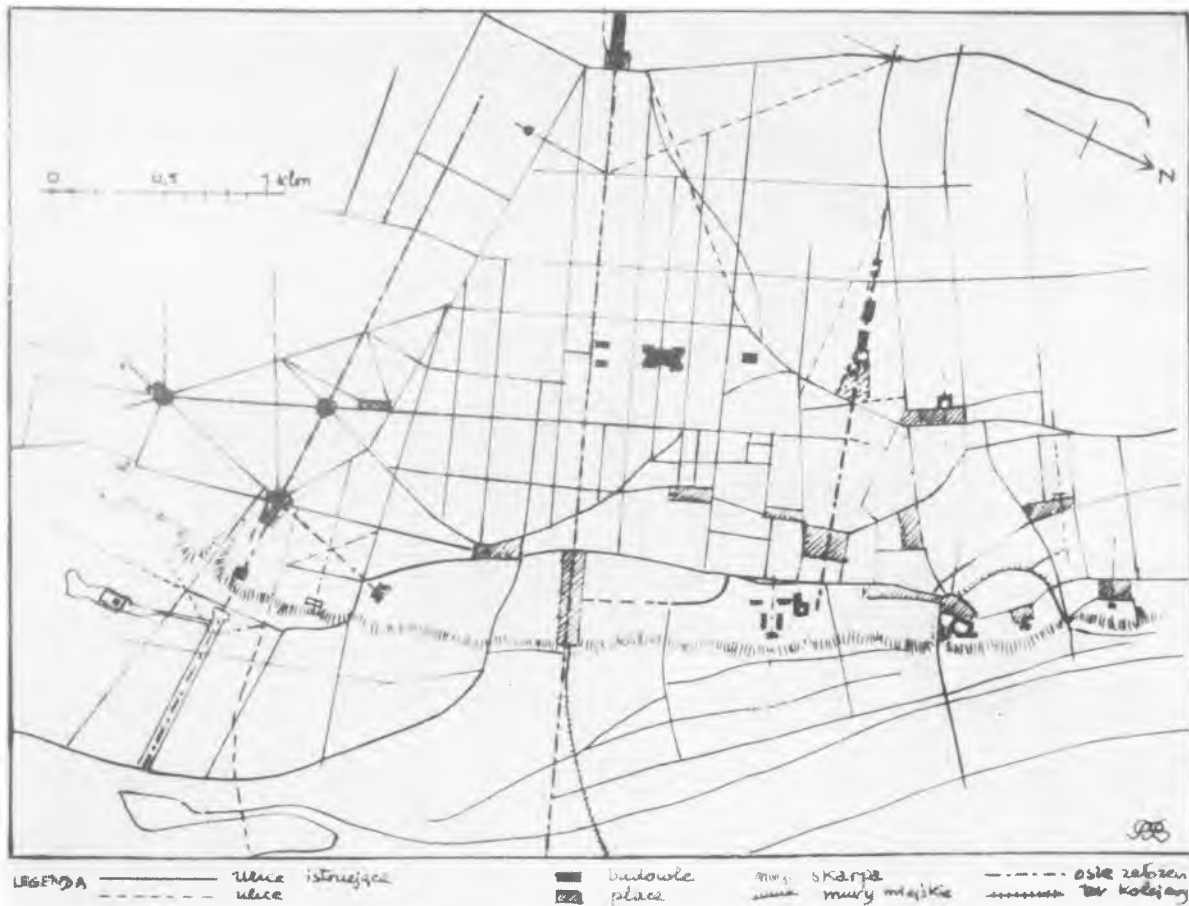 0 0,5 1 klm
N
LEGENDA ulice istniejące budowle skarpa osie założeń
ulice place mury miejskie tor kolejowy